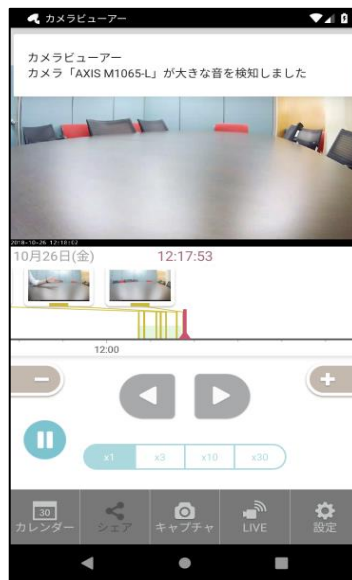 カメラビューアー
カメラビューアー
カメラ「AXIS M1065-L」が大きな音を検知しました
2018-10-26 12:18:02
10月26日(金)
12:17:53
12:00
x1
x3
x10
x30
30
カレンダー
シェア
キャプチャ
LIVE
設定